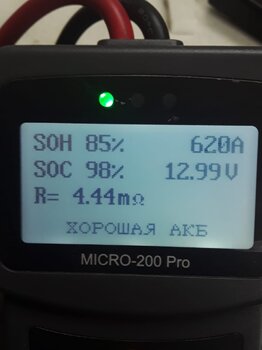 SOH 85% 620A
SOC 98% 12.99V
R= 4.44mΩ
ХОРОШАЯ АКБ
MICRO-200 Pro